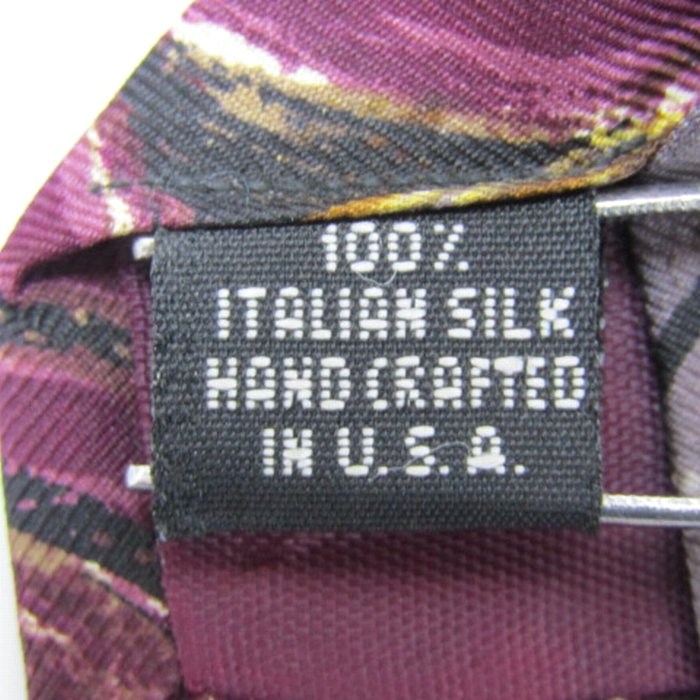 100%
ITALIAN SILK
HAND CRAFTED
IN U.S.A.